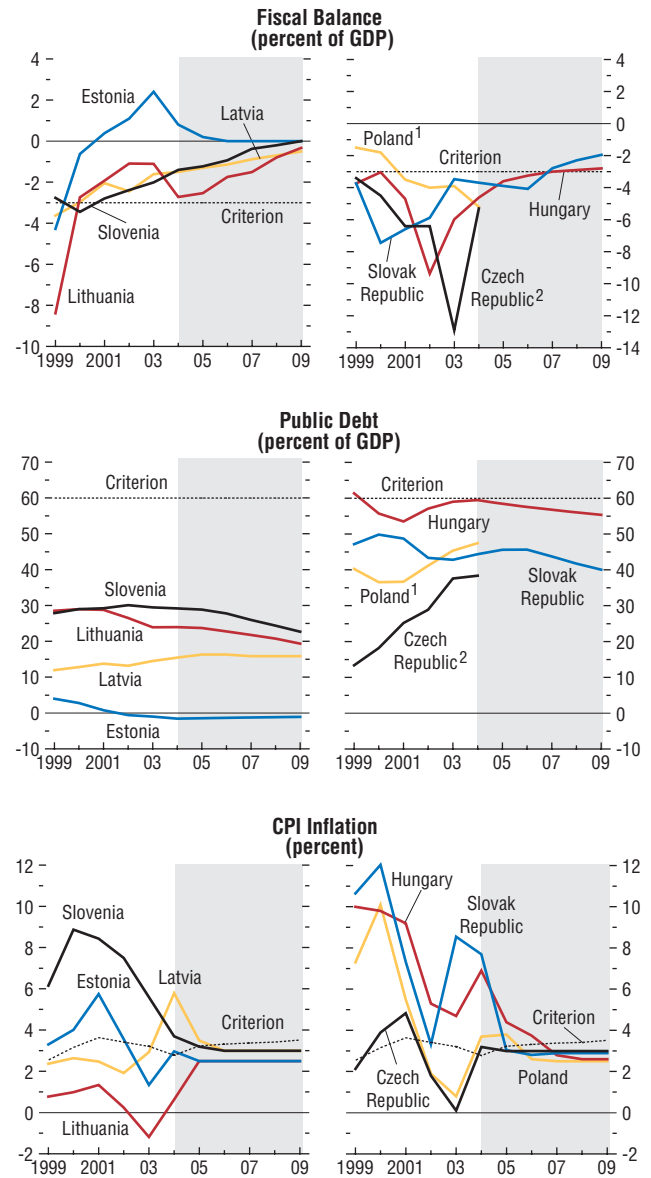 Fiscal Balance
(percent of GDP)
4
2
0
-2
-4
-6
-8
-10
Estonia
Latvia
Criterion
Slovenia
Lithuania
1999 2001 03 05 07 09
4
2
0
-2
-4
-6
-8
-10
-12
-14
Poland1
Criterion
Hungary
Slovak
Republic
Czech
Republic2
1999 2001 03 05 07 09
Public Debt
(percent of GDP)
70
60
50
40
30
20
10
0
-10
Criterion
Slovenia
Lithuania
Latvia
Estonia
1999 2001 03 05 07 09
70
60
50
40
30
20
10
0
-10
Criterion
Hungary
Poland1
Slovak
Republic
Czech
Republic2
1999 2001 03 05 07 09
CPI Inflation
(percent)
12
10
8
6
4
2
0
-2
Slovenia
Estonia
Latvia
Criterion
Lithuania
1999 2001 03 05 07 09
12
10
8
6
4
2
0
-2
Hungary
Slovak
Republic
Criterion
Czech
Republic
Poland
1999 2001 03 05 07 09